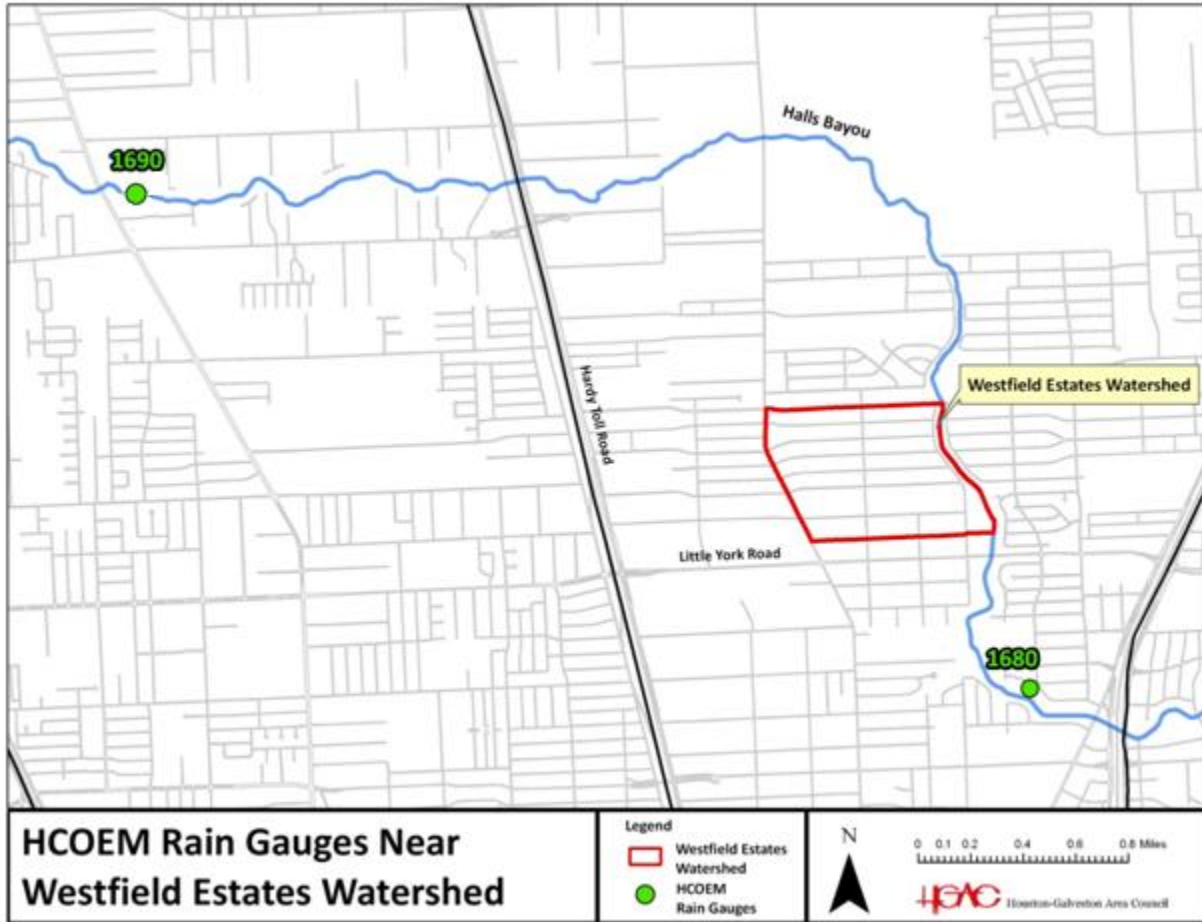 Halls Bayou
1690
Westfield Estates Watershed
Hardy Toll Road
Little York Road
1680
HCOEM Rain Gauges Near
Westfield Estates Watershed
Legend
Westfield Estates
Watershed
HCOEM
Rain Gauges
N
0 0.1 0.2 0.4 0.6 0.8 Miles
HGAC Houston-Galveston Area Council